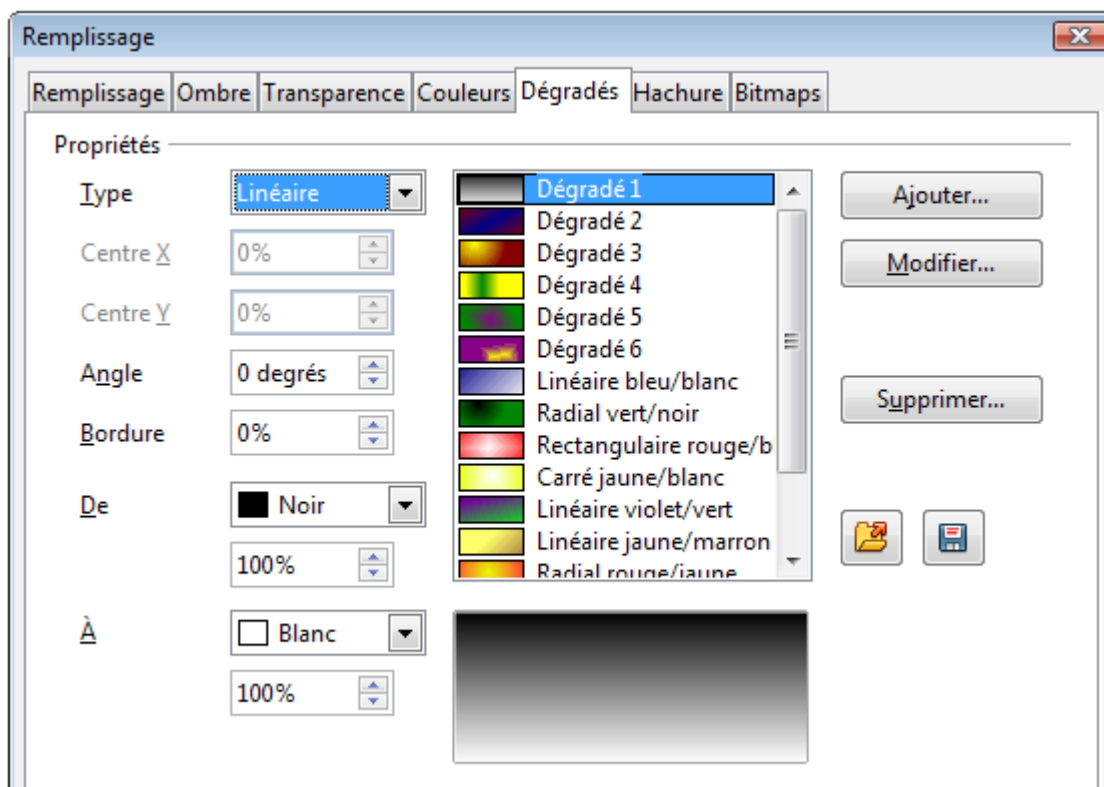 Remplissage
Remplissage Ombre Transparence Couleurs Dégradés Hachure Bitmaps
Propriétés
Type Linéaire
Centre X 0%
Centre Y 0%
Angle 0 degrés
Bordure 0%
De Noir
100%
À Blanc
100%
Dégradé 1
Dégradé 2
Dégradé 3
Dégradé 4
Dégradé 5
Dégradé 6
Linéaire bleu/blanc
Radial vert/noir
Rectangulaire rouge/b
Carré jaune/blanc
Linéaire violet/vert
Linéaire jaune/marron
Radial rouge/jaune
Ajouter...
Modifier...
Supprimer...